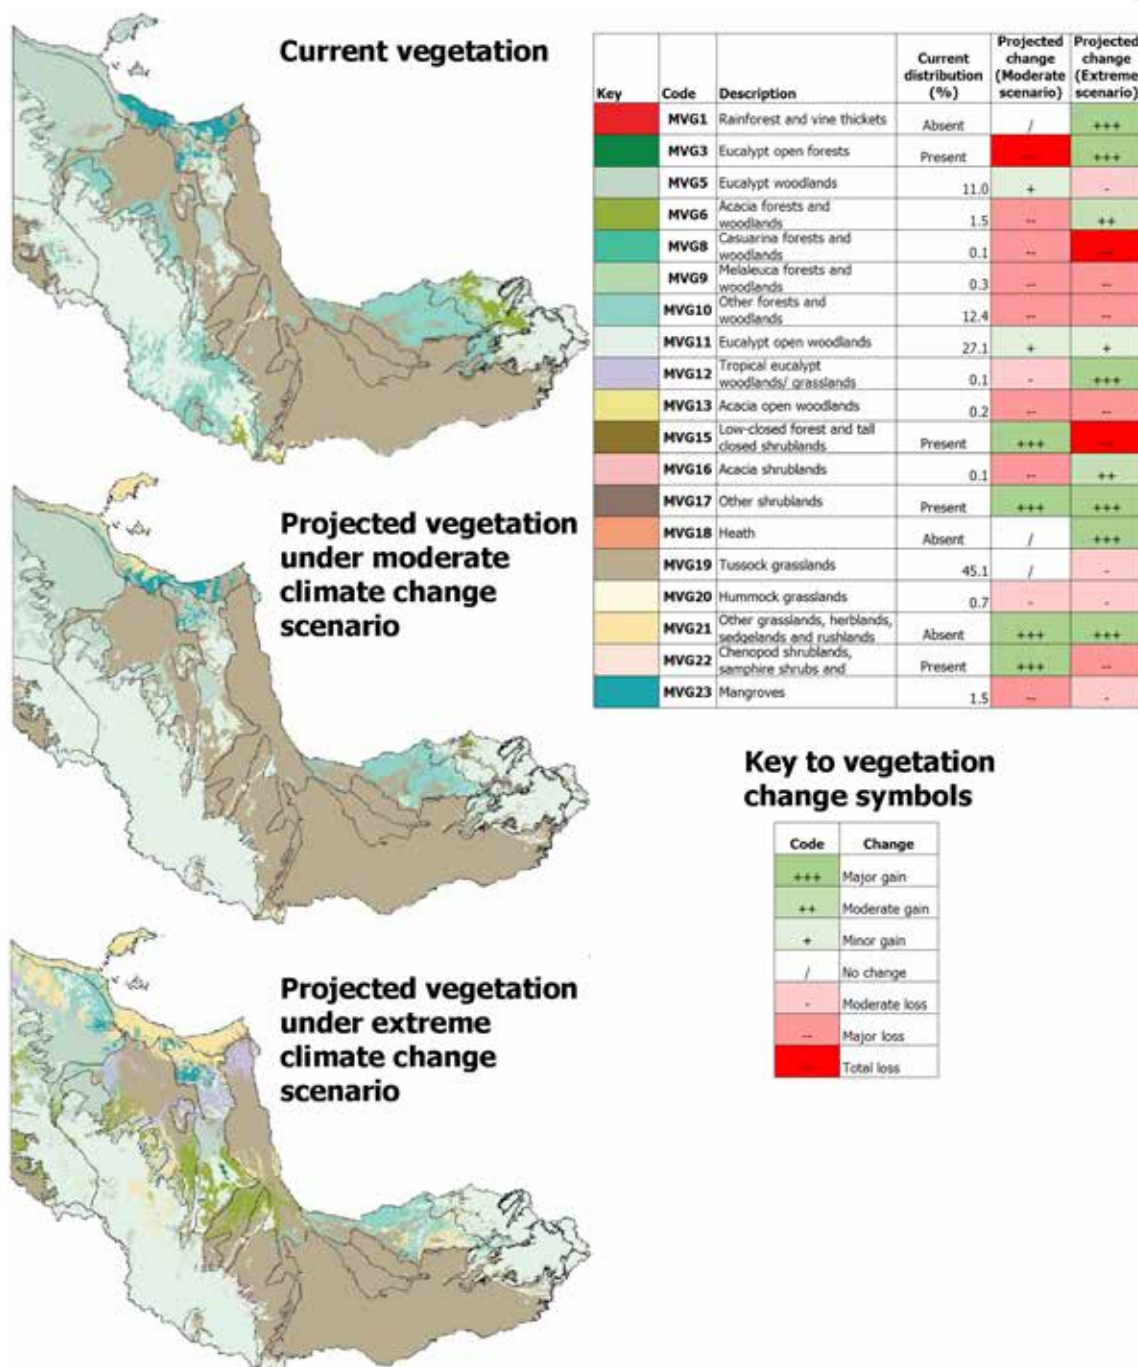 Current vegetation
Key Code Description Current distribution (%) Projected change (Moderate scenario) Projected change (Extreme scenario)
MVG1 Rainforest and vine thickets Absent / +++
MVG3 Eucalypt open forests Present -- +++
MVG5 Eucalypt woodlands 11.0 + -
MVG6 Acacia forests and woodlands 1.5 -- ++
MVG8 Casuarina forests and woodlands 0.1 -- --
MVG9 Melaleuca forests and woodlands 0.3 -- --
MVG10 Other forests and woodlands 12.4 -- --
MVG11 Eucalypt open woodlands 27.1 + +
MVG12 Tropical eucalypt woodlands/ grasslands 0.1 - +++
MVG13 Acacia open woodlands 0.2 -- --
MVG15 Low-closed forest and tall closed shrublands Present +++ --
MVG16 Acacia shrublands 0.1 -- ++
MVG17 Other shrublands Present +++ +++
MVG18 Heath Absent / +++
MVG19 Tussock grasslands 45.1 / -
MVG20 Hummock grasslands 0.7 - -
MVG21 Other grasslands, herblands, sedgelands and rushlands Absent +++ +++
MVG22 Chenopod shrublands, samphire shrubs and Present +++ --
MVG23 Mangroves 1.5 -- -
Projected vegetation
under moderate
climate change
scenario
Key to vegetation
change symbols
Code Change
+++ Major gain
++ Moderate gain
+ Minor gain
/ No change
- Moderate loss
-- Major loss
-- Total loss
Projected vegetation
under extreme
climate change
scenario